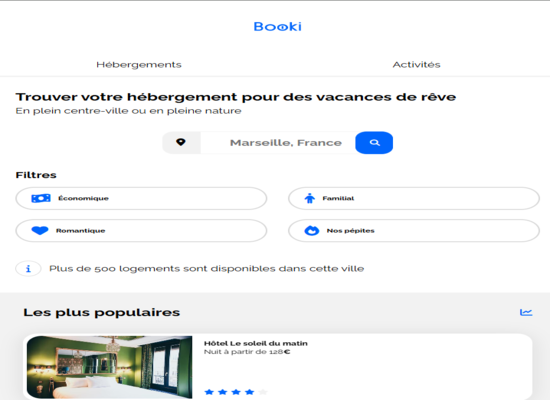 Booki
Hébergements Activités
Trouver votre hébergement pour des vacances de rêve
En plein centre-ville ou en pleine nature
Marseille, France
Filtres
Économique Familial
Romantique Nos pépites
Plus de 500 logements sont disponibles dans cette ville
Les plus populaires
Hôtel Le soleil du matin
Nuit à partir de 128€